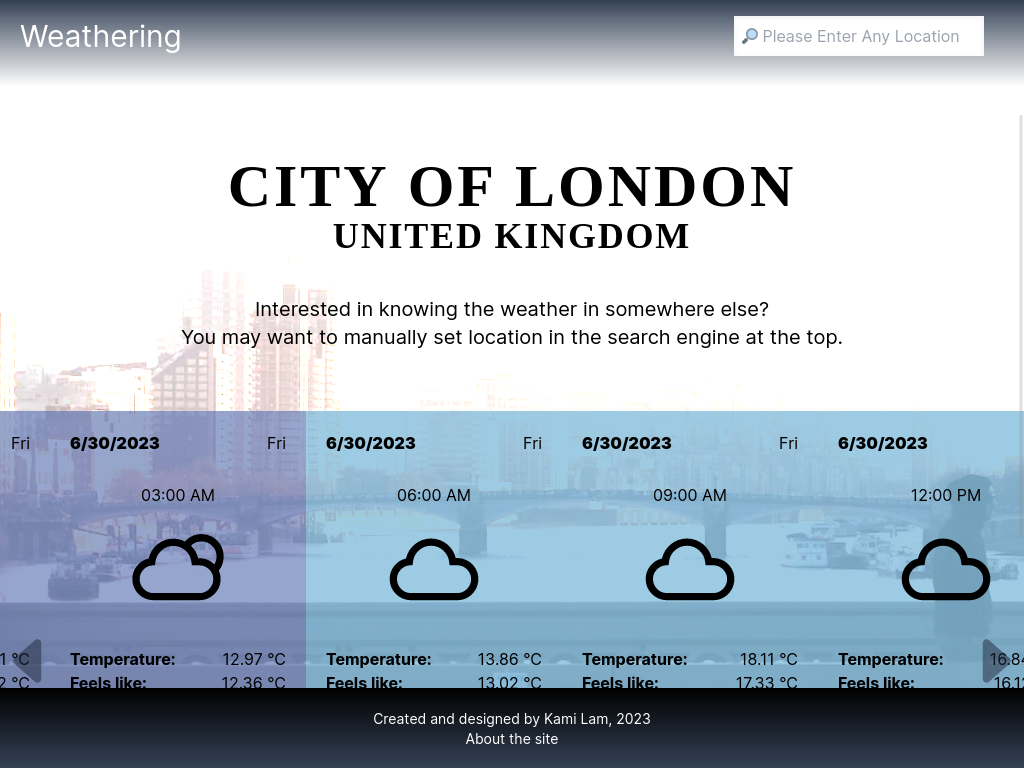 Weathering
Please Enter Any Location
CITY OF LONDON
UNITED KINGDOM
Interested in knowing the weather in somewhere else?
You may want to manually set location in the search engine at the top.
Fri 6/30/2023 Fri 6/30/2023 Fri 6/30/2023 Fri 6/30/2023
03:00 AM 06:00 AM 09:00 AM 12:00 PM
1 °C Temperature: 12.97 °C Temperature: 13.86 °C Temperature: 18.11 °C Temperature: 16.84
2 °C Feels like: 12.36 °C Feels like: 13.02 °C Feels like: 17.33 °C Feels like:
Created and designed by Kami Lam, 2023
About the site